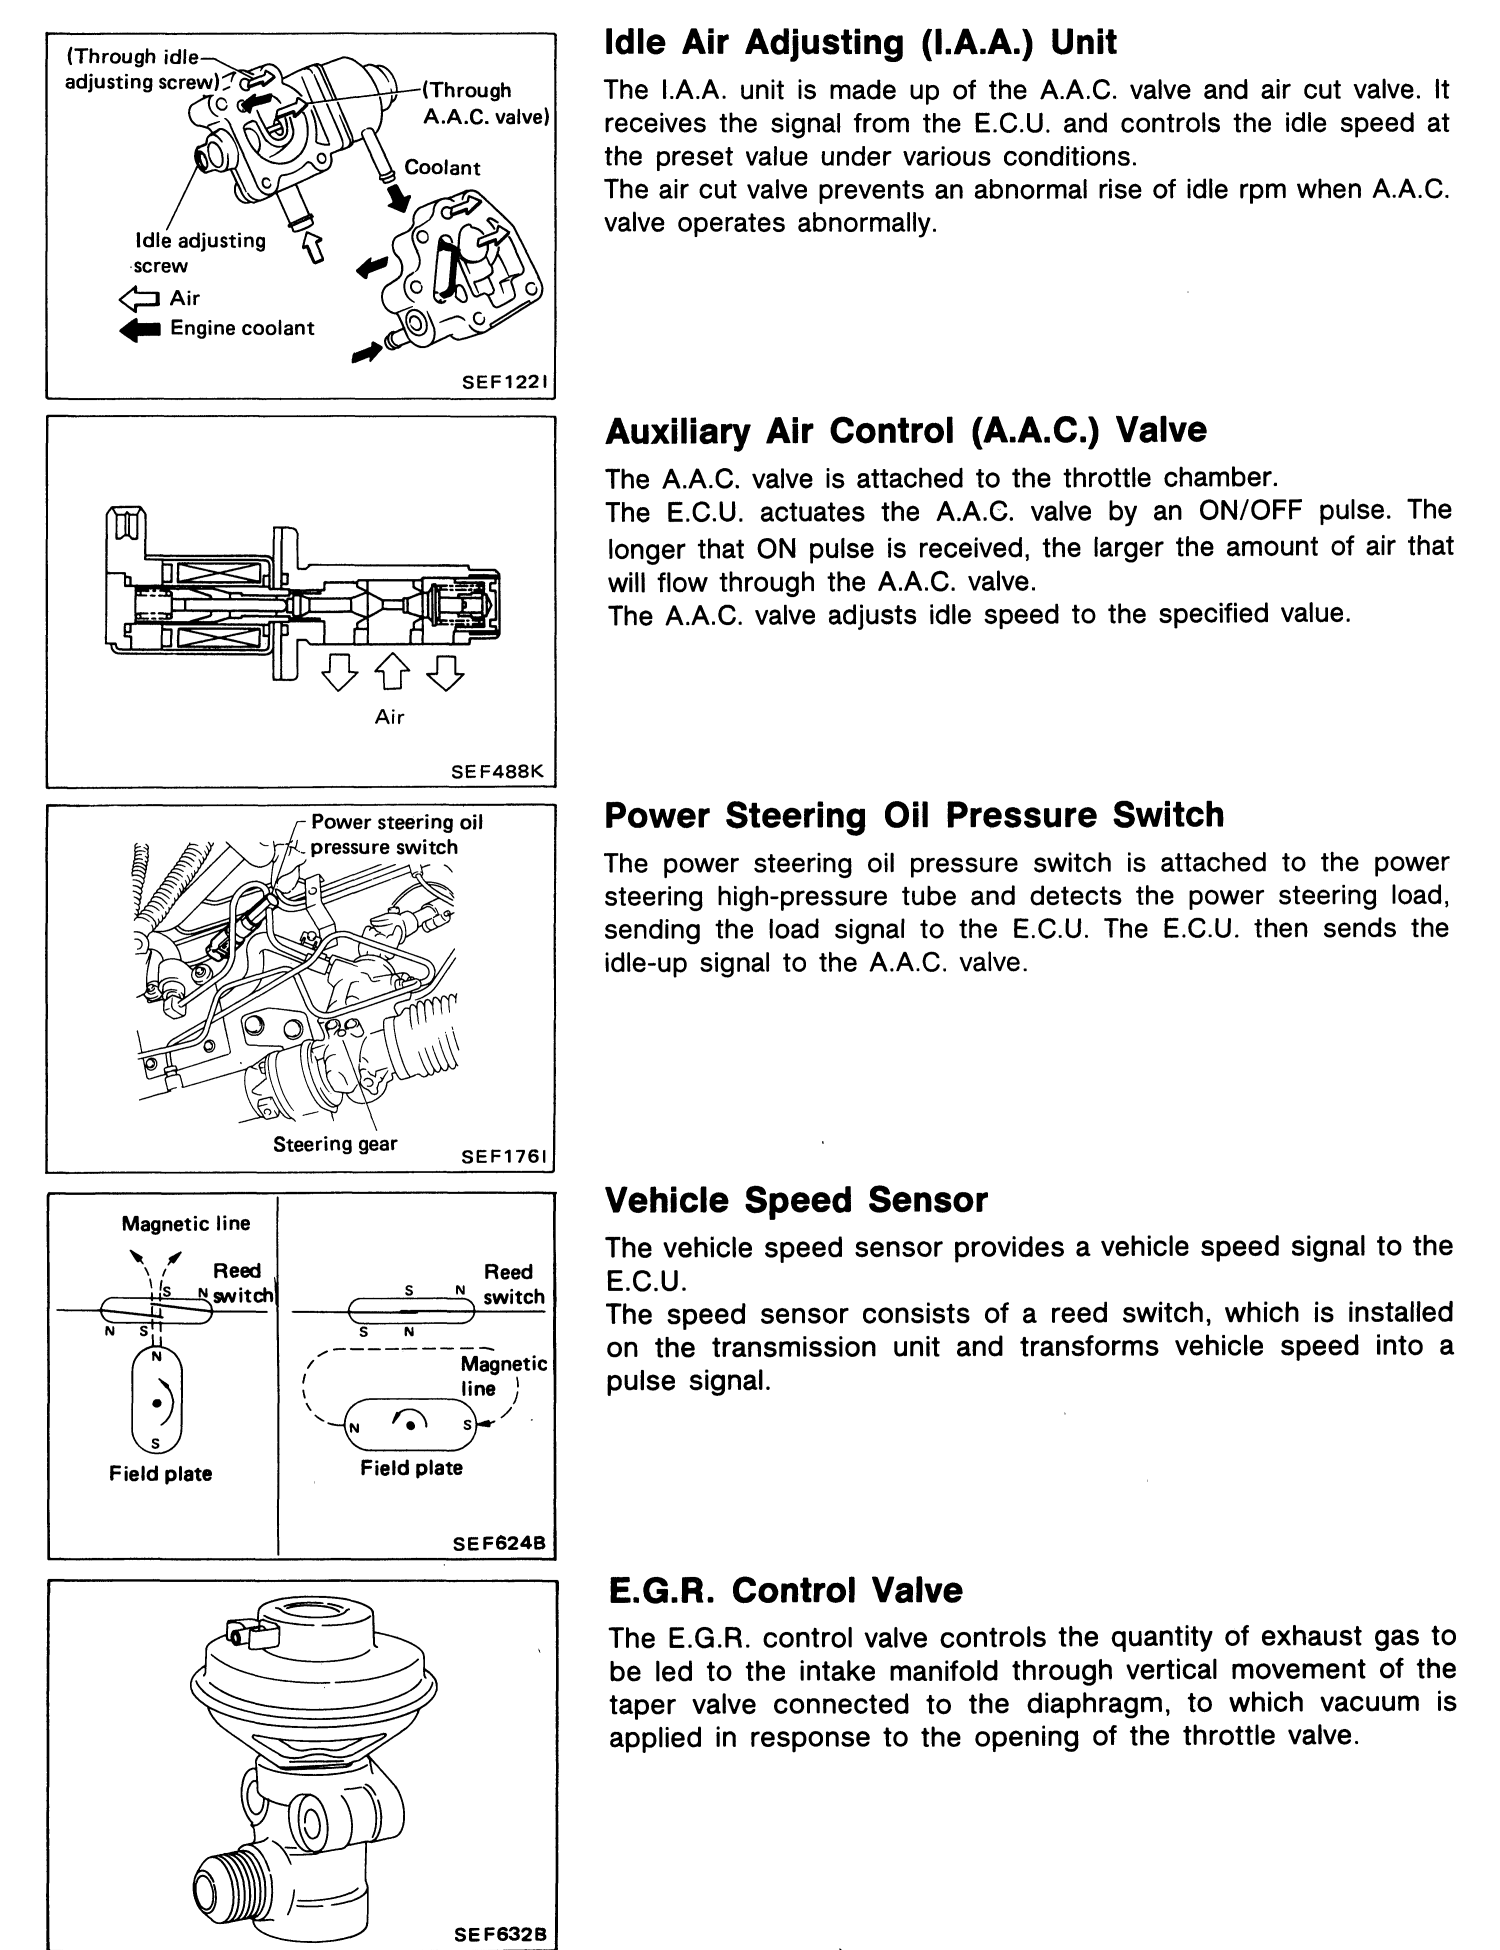 Idle Air Adjusting (I.A.A.) Unit
The I.A.A. unit is made up of the A.A.C. valve and air cut valve. It
receives the signal from the E.C.U. and controls the idle speed at
the preset value under various conditions.
The air cut valve prevents an abnormal rise of idle rpm when A.A.C.
valve operates abnormally.
(Through idle
adjusting screw)
(Through
A.A.C. valve)
Coolant
Idle adjusting
screw
Air
Engine coolant
SEF122I
Auxiliary Air Control (A.A.C.) Valve
The A.A.C. valve is attached to the throttle chamber.
The E.C.U. actuates the A.A.C. valve by an ON/OFF pulse. The
longer that ON pulse is received, the larger the amount of air that
will flow through the A.A.C. valve.
The A.A.C. valve adjusts idle speed to the specified value.
Air
SEF488K
Power Steering Oil Pressure Switch
The power steering oil pressure switch is attached to the power
steering high-pressure tube and detects the power steering load,
sending the load signal to the E.C.U. The E.C.U. then sends the
idle-up signal to the A.A.C. valve.
Power steering oil
pressure switch
Steering gear
SEF176I
Vehicle Speed Sensor
The vehicle speed sensor provides a vehicle speed signal to the
E.C.U.
The speed sensor consists of a reed switch, which is installed
on the transmission unit and transforms vehicle speed into a
pulse signal.
Magnetic line
Reed
switch
S N
N S
N
S
Field plate
Reed
switch
S N
S N
Magnetic
line
N S
Field plate
SEF624B
E.G.R. Control Valve
The E.G.R. control valve controls the quantity of exhaust gas to
be led to the intake manifold through vertical movement of the
taper valve connected to the diaphragm, to which vacuum is
applied in response to the opening of the throttle valve.
SEF632B